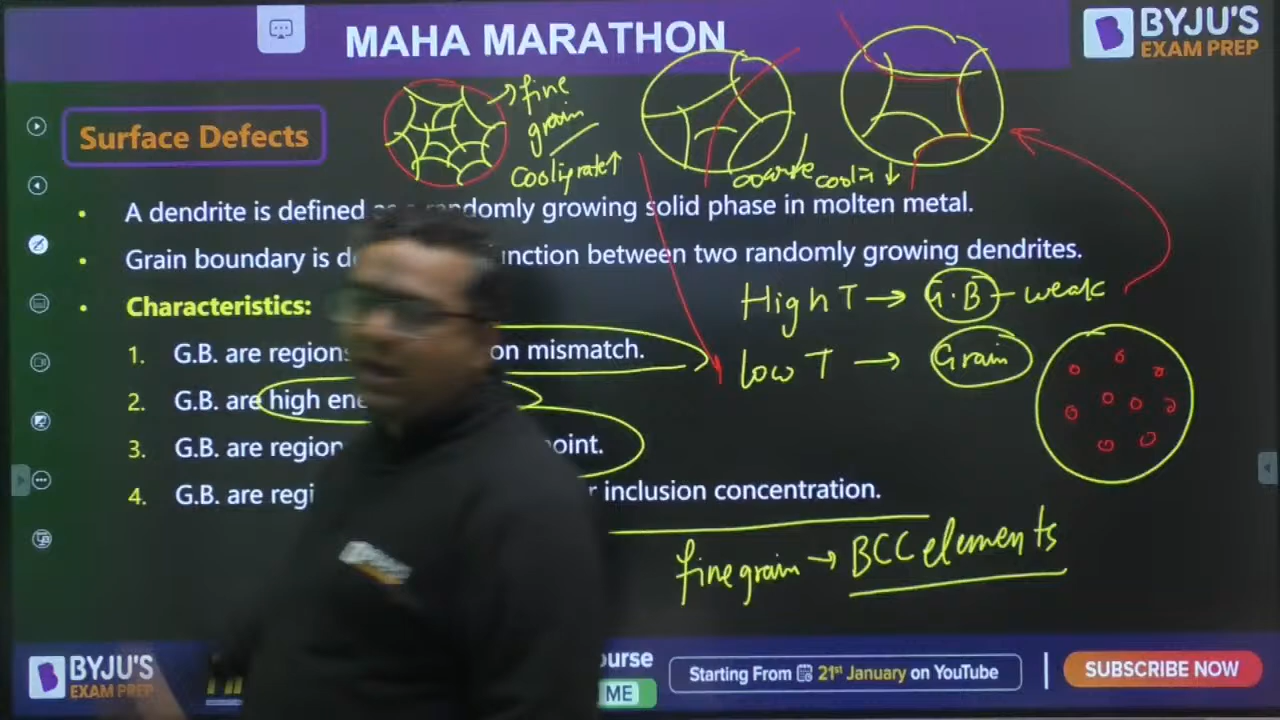 MAHA MARATHON
BYJU'S
EXAM PREP
Surface Defects
fine
grain
cooling rate↑
coarse cooling ↓
• A dendrite is defined as a randomly growing solid phase in molten metal.
• Grain boundary is d unction between two randomly growing dendrites.
• Characteristics:
1. G.B. are regions on mismatch.
2. G.B. are high ene
3. G.B. are region point.
4. G.B. are regi r inclusion concentration.
High T → G.B - weak
Low T → Grain
fine grain → BCC elements
BYJU'S
EXAM PREP
ourse
ME
Starting From 21st January on YouTube
SUBSCRIBE NOW